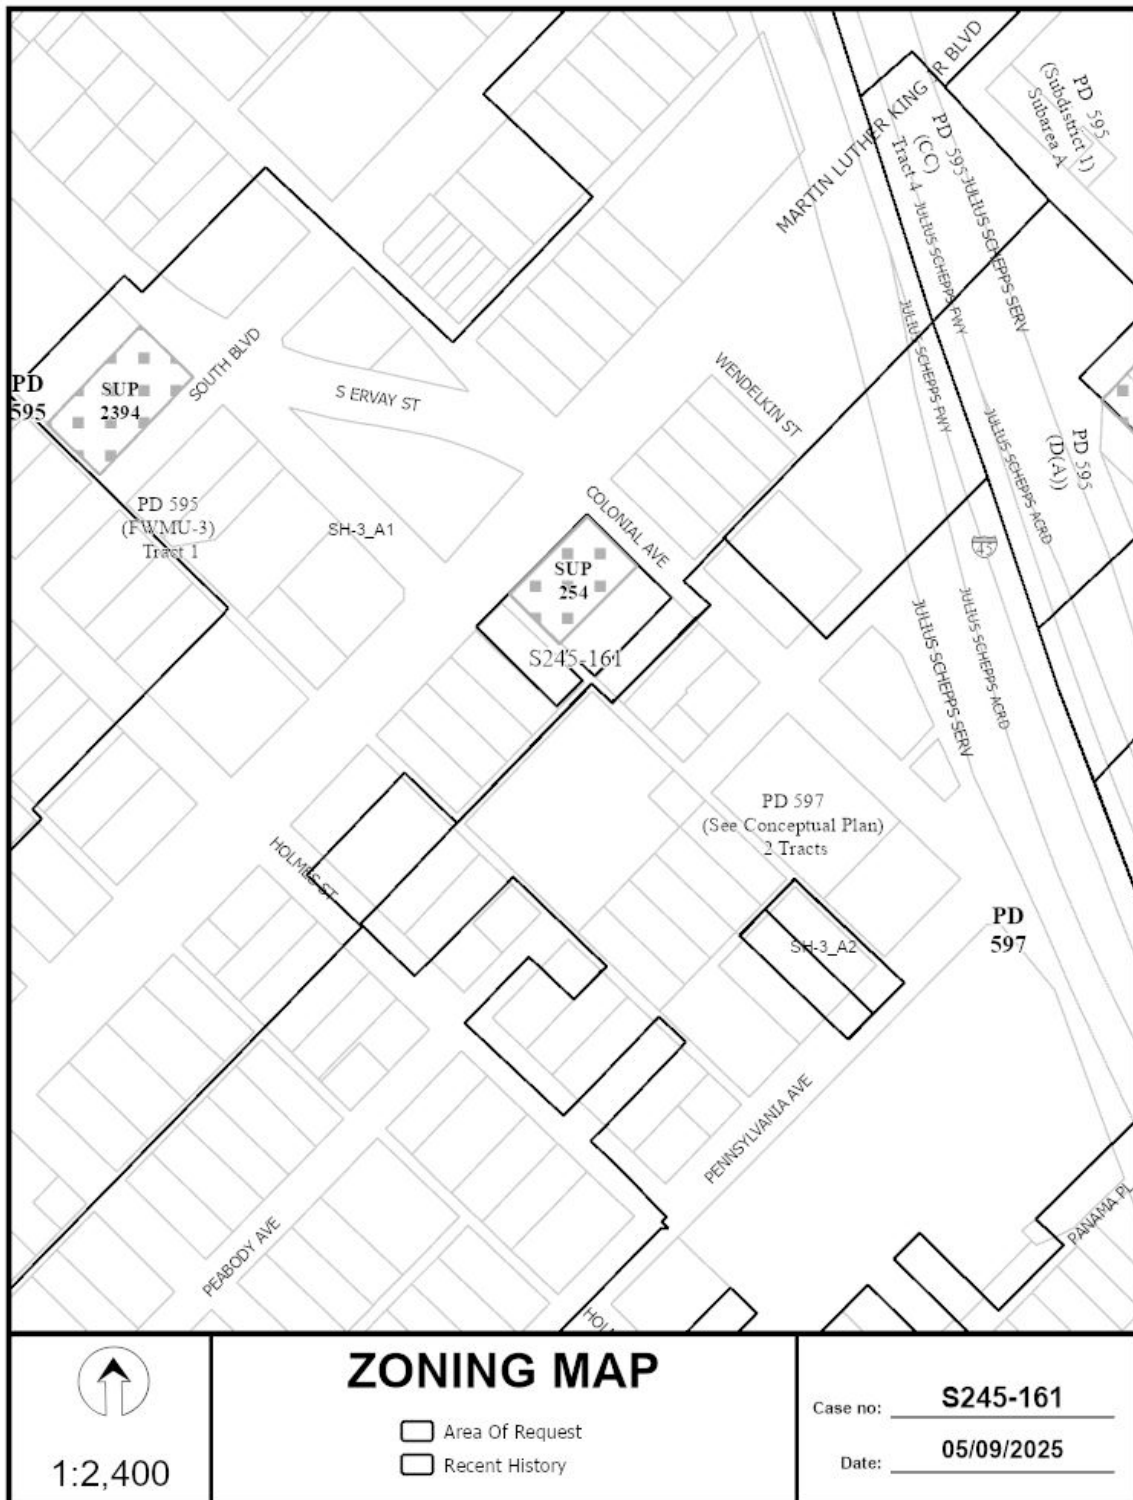 MARTIN LUTHER KING JR BLVD
PD 595
(Subdistrict 1)
Subarea A
PD 595
(CC)
Tract 4
JULIUS SCHEPPS SERV
JULIUS SCHEPPS FWY
JULIUS SCHEPPS FWY
SOUTH BLVD
S ERVAY ST
WENDELKIN ST
PD
595
SUP
2394
PD 595
(D(A))
JULIUS SCHEPPS ACRD
45
PD 595
(FWMU-3)
Tract 1
SH-3_A1
COLONIAL AVE
SUP
254
S245-161
JULIUS SCHEPPS SERV
JULIUS SCHEPPS ACRD
PD 597
(See Conceptual Plan)
2 Tracts
HOLMES ST
PD
597
SH-3_A2
PENNSYLVANIA AVE
PEABODY AVE
PANAMA PL
HOL
1:2,400
ZONING MAP
Area Of Request
Recent History
Case no: S245-161
Date: 05/09/2025